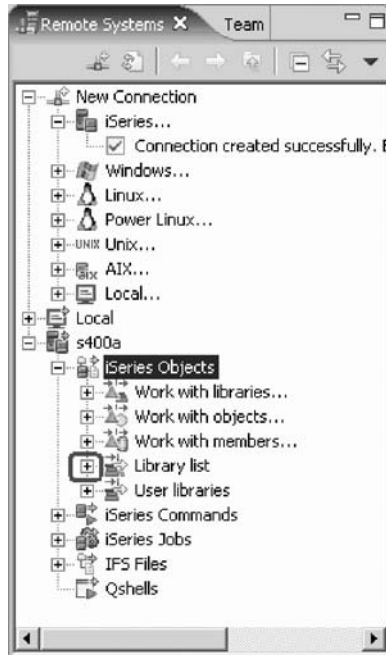 Remote Systems
Team
New Connection
iSeries...
Connection created successfully.
Windows...
Linux...
Power Linux...
UNIX Unix...
AIX AIX...
Local...
Local
s400a
iSeries Objects
Work with libraries...
Work with objects...
Work with members...
Library list
User libraries
iSeries Commands
iSeries Jobs
IFS Files
Qshells